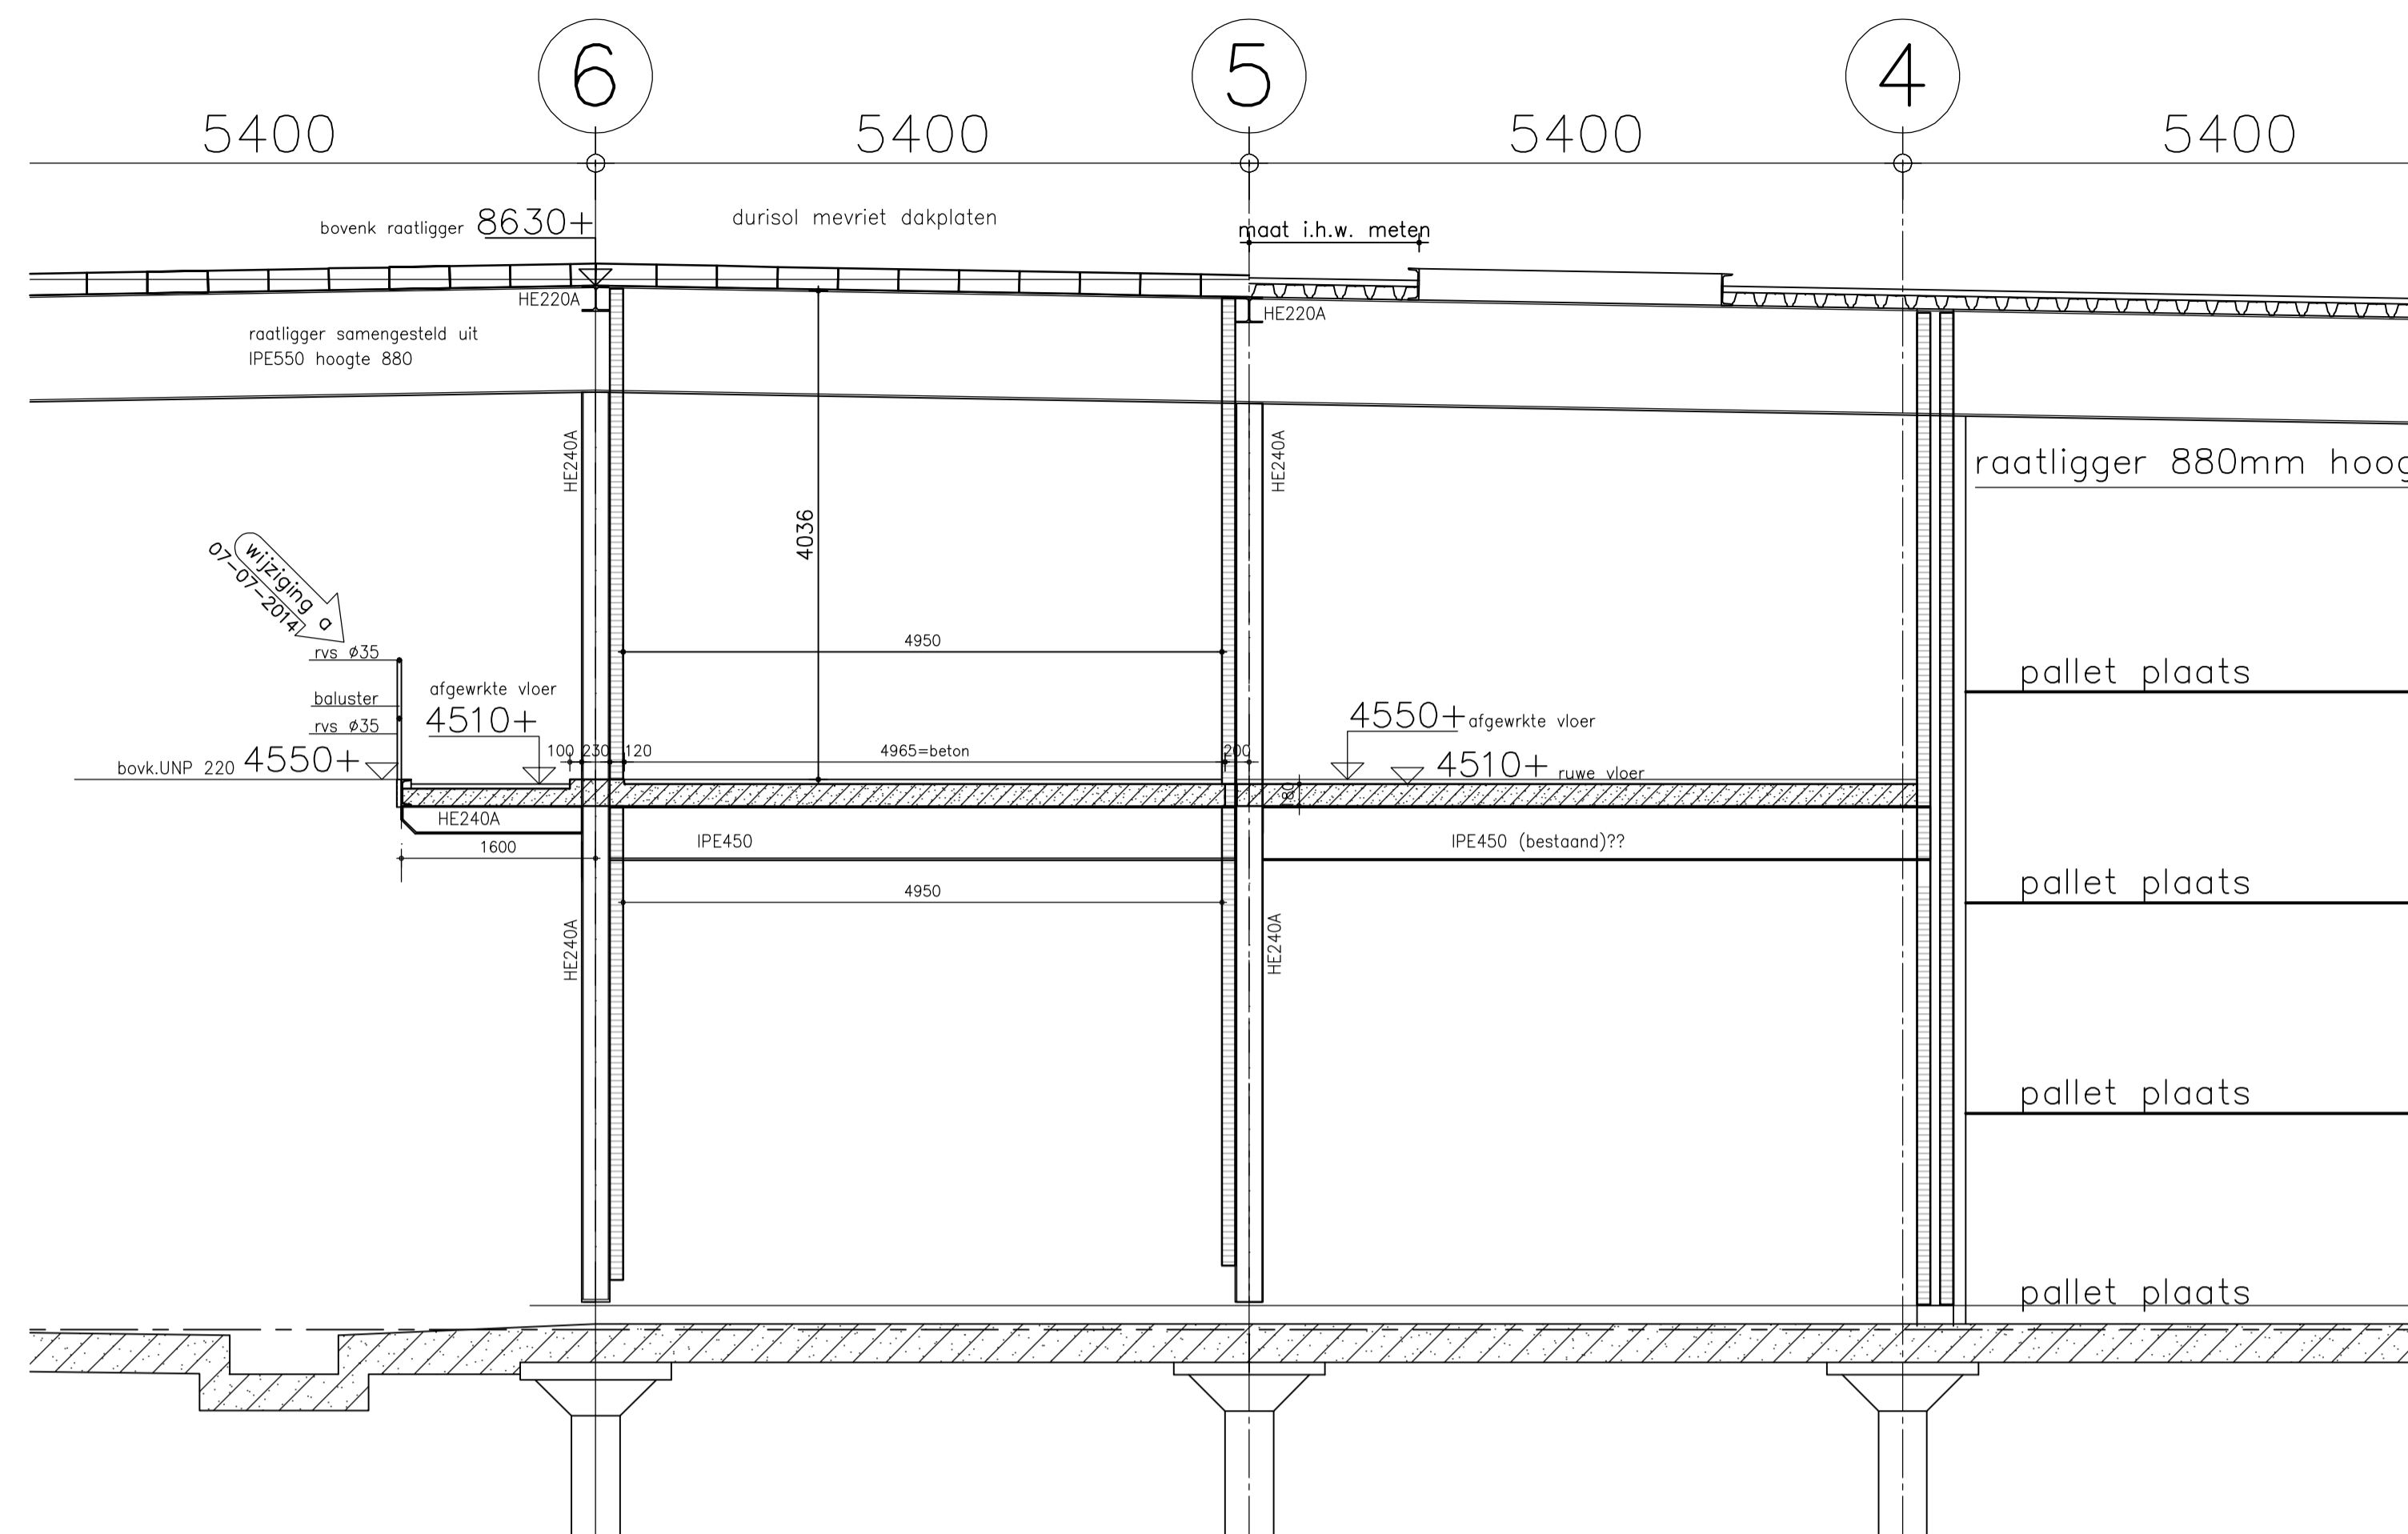 6
5
4
5400
5400
5400
5400
bovenk raatligger 8630+
durisol mevriet dakplaten
maat i.h.w. meten
HE220A
HE220A
raatligger samengesteld uit
IPE550 hoogte 880
HE240A
HE240A
raatligger 880mm hoog
4036
wijziging a
07-07-2014
rvs ø35
baluster
rvs ø35
bovk.UNP 220 4550+
afgewrkte vloer
4510+
4950
100 230 120
4965=beton
200
4550+ afgewrkte vloer
4510+ ruwe vloer
pallet plaats
HE240A
1600
IPE450
IPE450 (bestaand)??
4950
HE240A
HE240A
pallet plaats
pallet plaats
pallet plaats